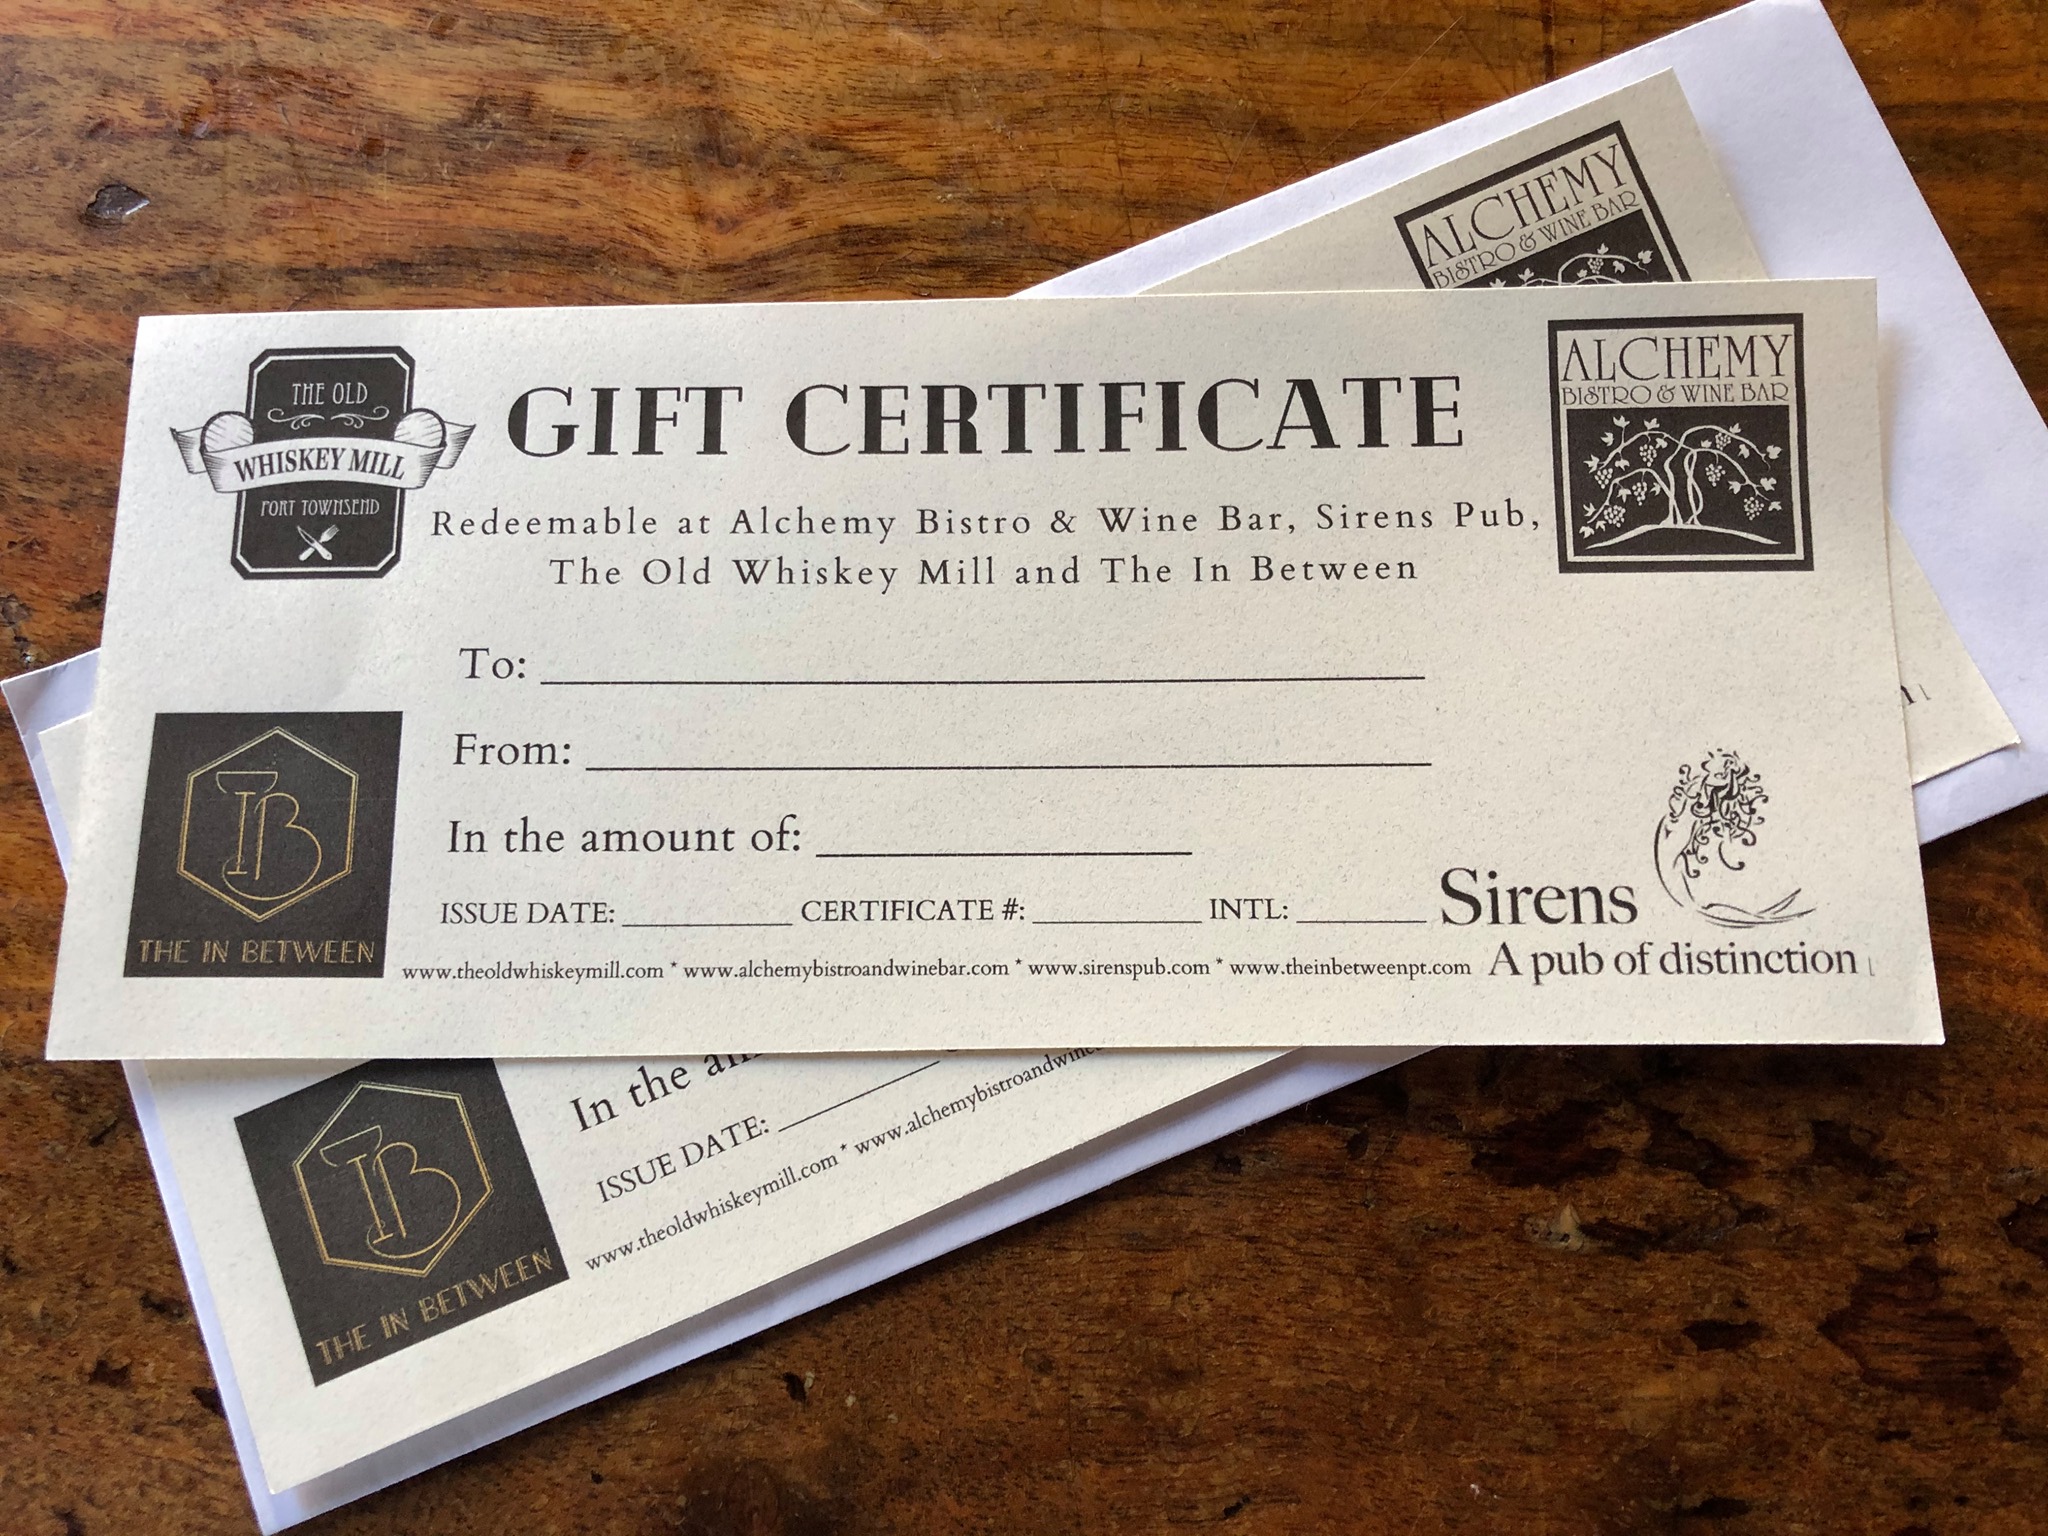 THE OLD
WHISKEY MILL
PORT TOWNSEND
GIFT CERTIFICATE
ALCHEMY
BISTRO & WINE BAR
Redeemable at Alchemy Bistro & Wine Bar, Sirens Pub,
The Old Whiskey Mill and The In Between
To:
From:
In the amount of:
ISSUE DATE: CERTIFICATE #: INTL:
www.theoldwhiskeymill.com * www.alchemybistroandwinebar.com * www.sirenspub.com * www.theinbetweenpt.com
IB
THE IN BETWEEN
Sirens
A pub of distinction
ALCHEMY
BISTRO & WINE BAR
In the
ISSUE DATE:
www.theoldwhiskeymill.com * www.alchemybistroandwine
IB
THE IN BETWEEN